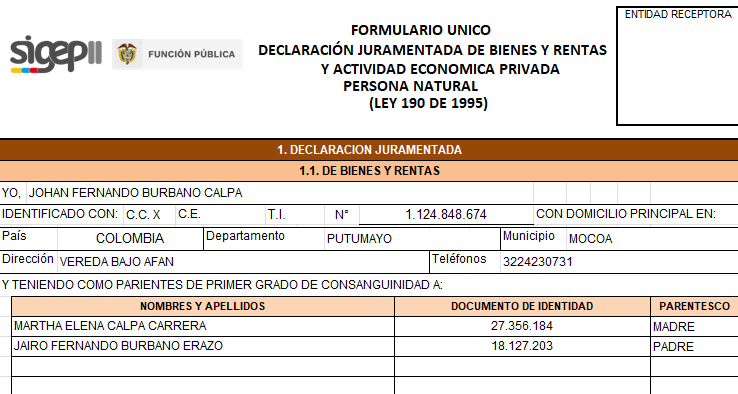 FORMULARIO UNICO
ENTIDAD RECEPTORA
sigepII
FUNCIÓN PÚBLICA
DECLARACIÓN JURAMENTADA DE BIENES Y RENTAS
Y ACTIVIDAD ECONOMICA PRIVADA
PERSONA NATURAL
(LEY 190 DE 1995)
1. DECLARACION JURAMENTADA
1.1. DE BIENES Y RENTAS
YO, JOHAN FERNANDO BURBANO CALPA
IDENTIFICADO CON: C.C. X C.E. T.I. N° 1.124.848.674 CON DOMICILIO PRINCIPAL EN:
País COLOMBIA Departamento PUTUMAYO Municipio MOCOA
Dirección VEREDA BAJO AFAN Teléfonos 3224230731
Y TENIENDO COMO PARIENTES DE PRIMER GRADO DE CONSANGUINIDAD A:
NOMBRES Y APELLIDOS DOCUMENTO DE IDENTIDAD PARENTESCO
MARTHA ELENA CALPA CARRERA 27.356.184 MADRE
JAIRO FERNANDO BURBANO ERAZO 18.127.203 PADRE